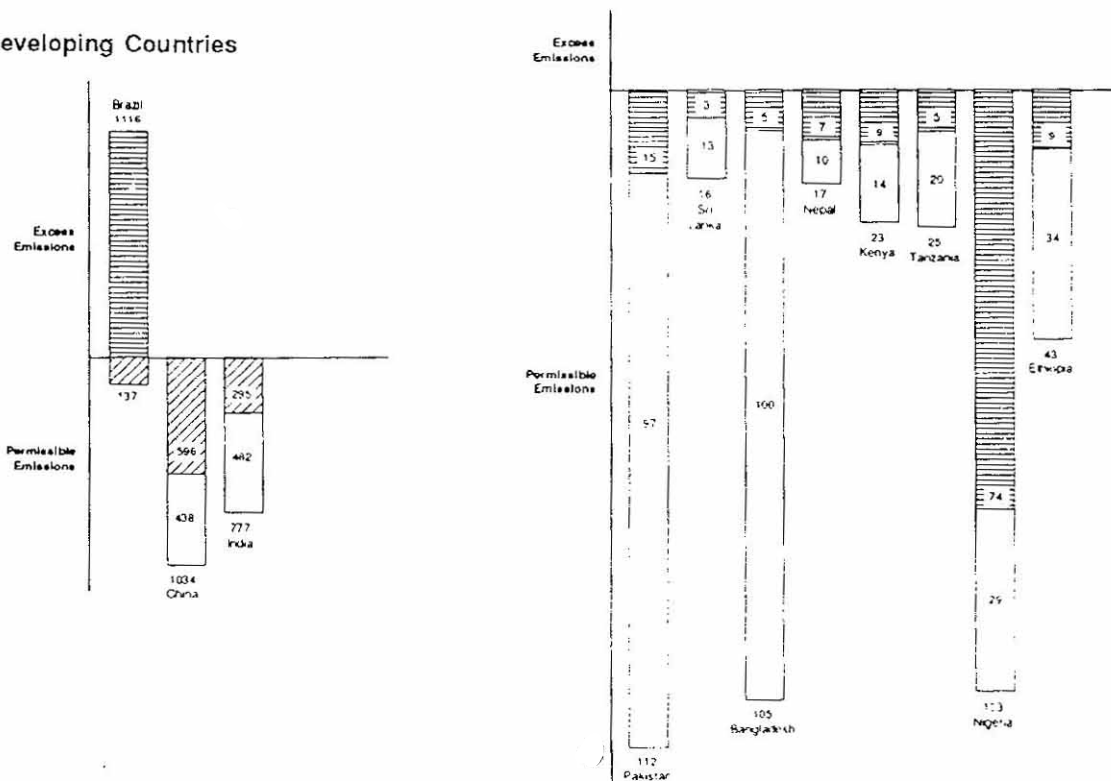 eveloping Countries
Brazil
1116
Excess
Emissions
137
Permissible
Emissions
596
438
1034
China
295
482
777
India
Excess
Emissions
Permissible
Emissions
15
97
112
Pakistan
3
13
16
Sri
Lanka
5
100
105
Bangladesh
7
10
17
Nepal
9
14
23
Kenya
5
20
25
Tanzania
74
29
Nigeria
9
34
43
Ethiopia